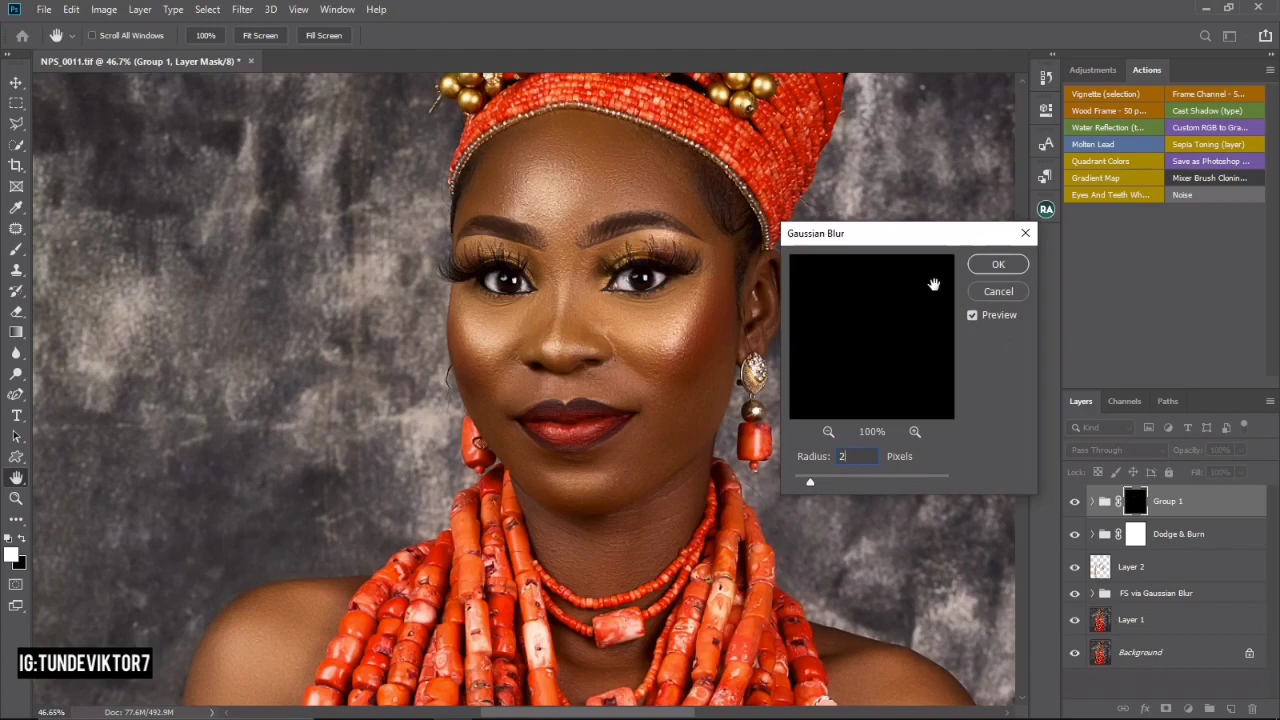 Ps File Edit Image Layer Type Select Filter 3D View Window Help
Scroll All Windows 100% Fit Screen Fill Screen
NPS_0011.tif @ 46.7% (Group 1, Layer Mask/8) *
Adjustments Actions
Vignette (selection) Frame Channel - S...
Wood Frame - 50 p... Cast Shadow (type)
Water Reflection (t... Custom RGB to Gra...
Molten Lead Sepia Toning (layer)
Quadrant Colors Save as Photoshop ...
Gradient Map Mixer Brush Clonin...
Eyes And Teeth Wh... Noise
RA
Gaussian Blur
OK
Cancel
Preview
100%
Radius: 2 Pixels
Layers Channels Paths
Kind
Pass Through Opacity: 100%
Lock: Fill: 100%
Group 1
Dodge & Burn
Layer 2
FS via Gaussian Blur
Layer 1
Background
IG:TUNDEVIKTOR7
46.65% Doc: 77.6M/492.9M